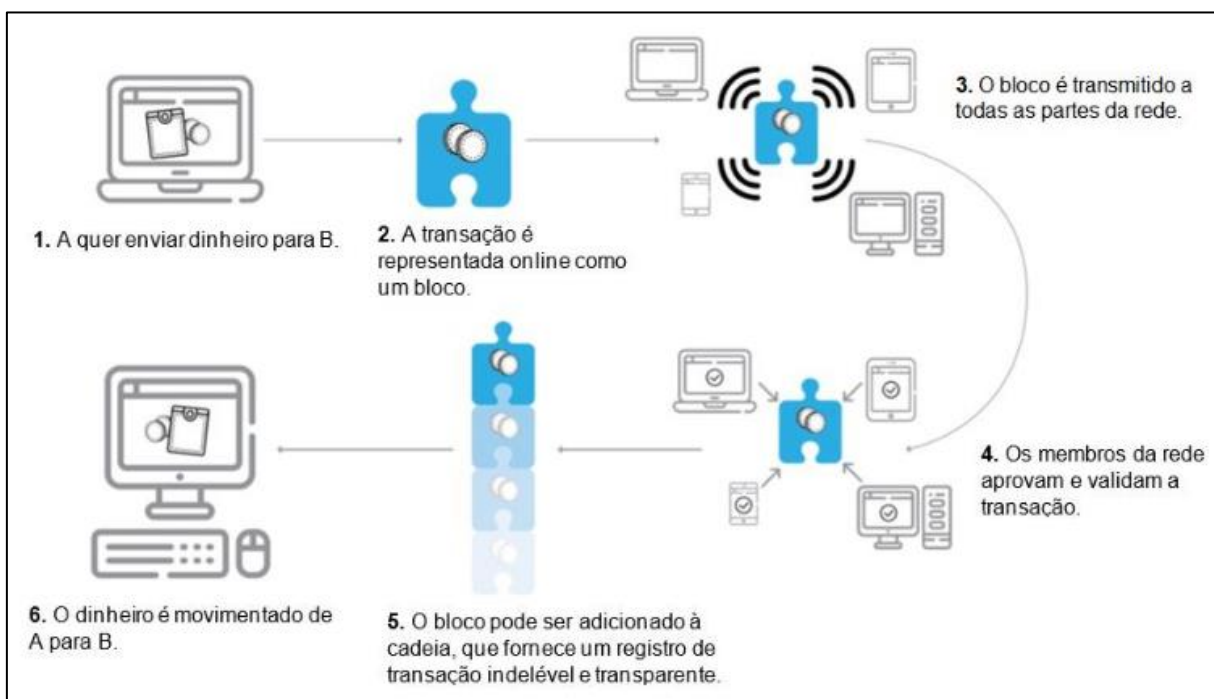 1. A quer enviar dinheiro para B.
2. A transação é
representada online como
um bloco.
3. O bloco é transmitido a
todas as partes da rede.
4. Os membros da rede
aprovam e validam a
transação.
5. O bloco pode ser adicionado à
cadeia, que fornece um registro de
transação indelével e transparente.
6. O dinheiro é movimentado de
A para B.